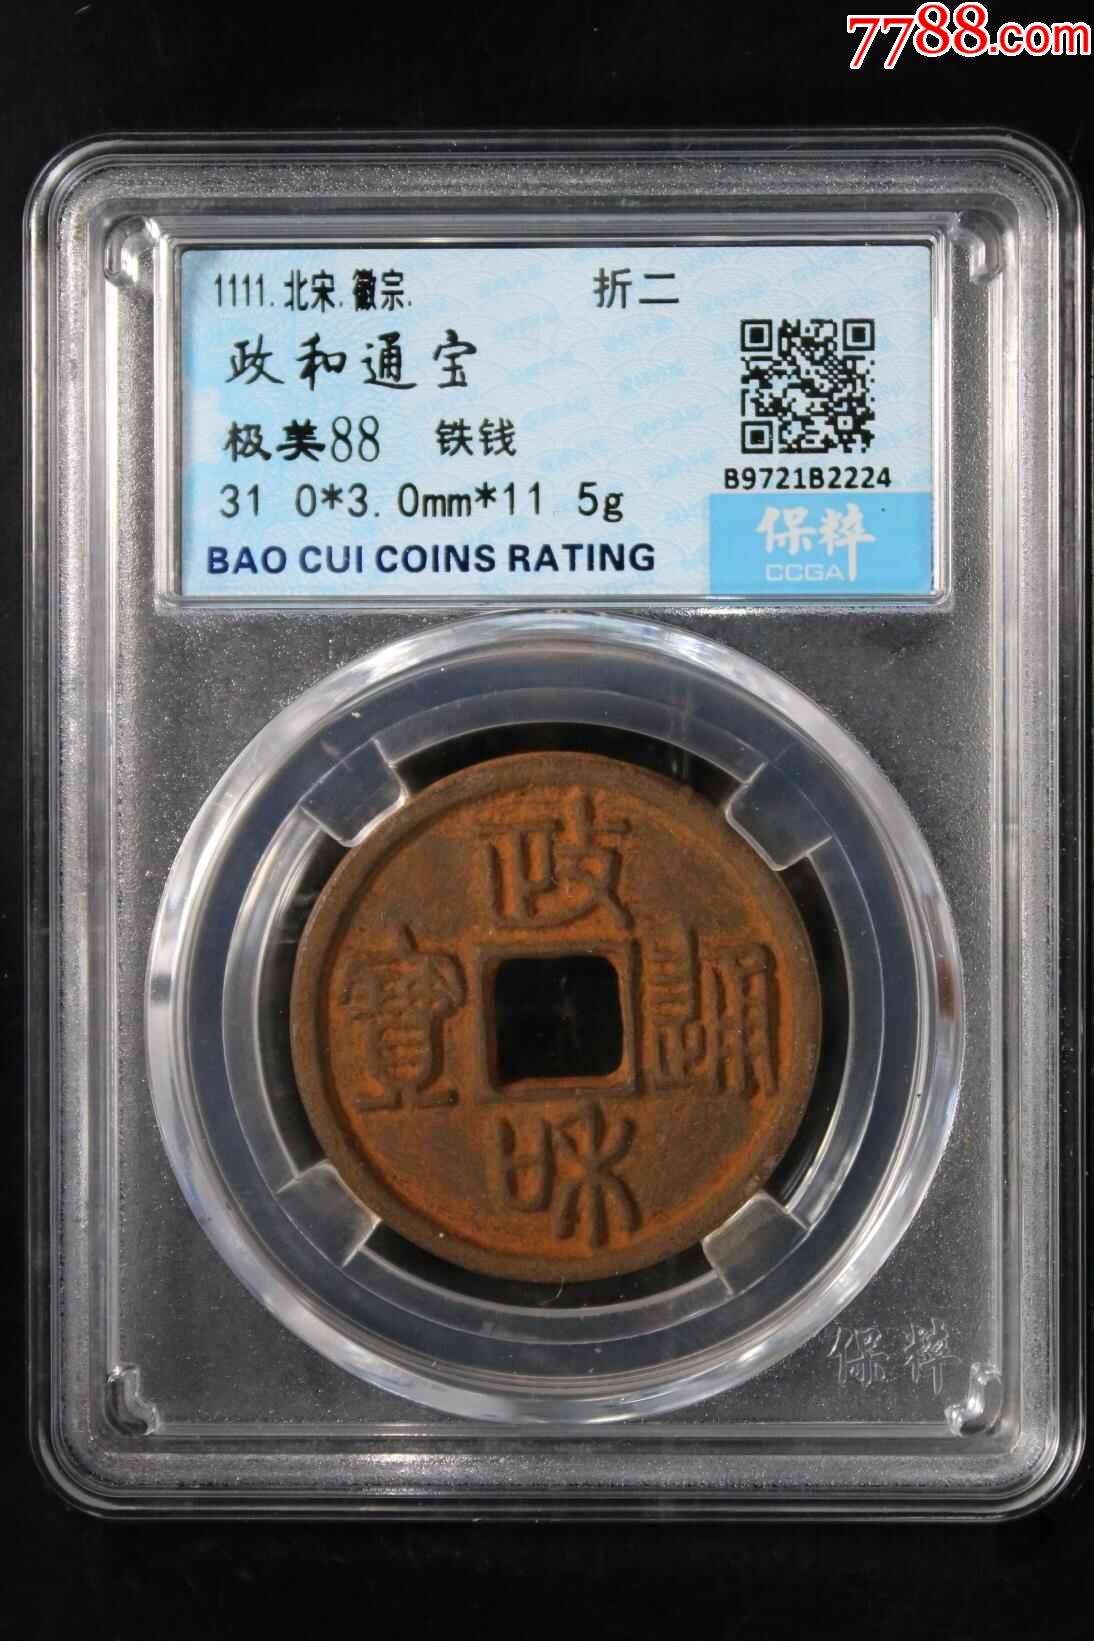 7788.com
1111.北宋.徽宗. 折二
政和通宝
极美88 铁钱
31 0*3.0mm*11 5g
B9721B2224
BAO CUI COINS RATING
保粹
CCGA
政
寶 通
和
保粹